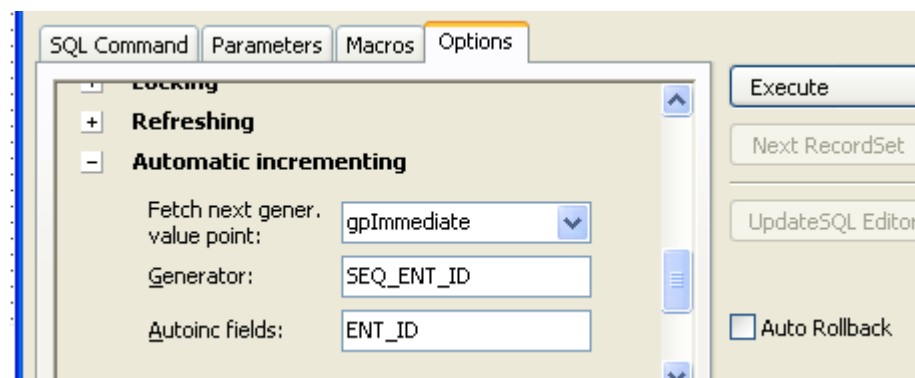 SQL Command Parameters Macros Options
Locking
Execute
Refreshing
Next RecordSet
Automatic incrementing
Fetch next gener.
value point:
gpImmediate
UpdateSQL Editor
Generator:
SEQ_ENT_ID
Autoinc fields:
ENT_ID
Auto Rollback